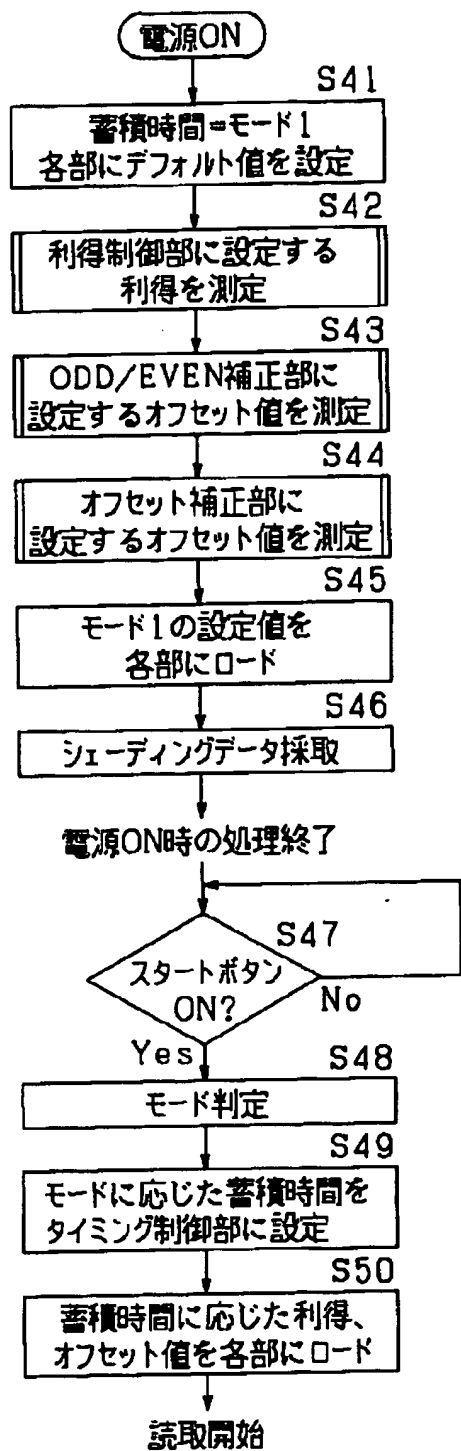 電源ON
S41
蓄積時間=モード1
各部にデフォルト値を設定
S42
利得制御部に設定する
利得を測定
S43
ODD/EVEN補正部に
設定するオフセット値を測定
S44
オフセット補正部に
設定するオフセット値を測定
S45
モード1の設定値を
各部にロード
S46
シェーディングデータ採取
電源ON時の処理終了
S47
スタートボタン
ON?
No
Yes
S48
モード判定
S49
モードに応じた蓄積時間を
タイミング制御部に設定
S50
蓄積時間に応じた利得、
オフセット値を各部にロード
読取開始